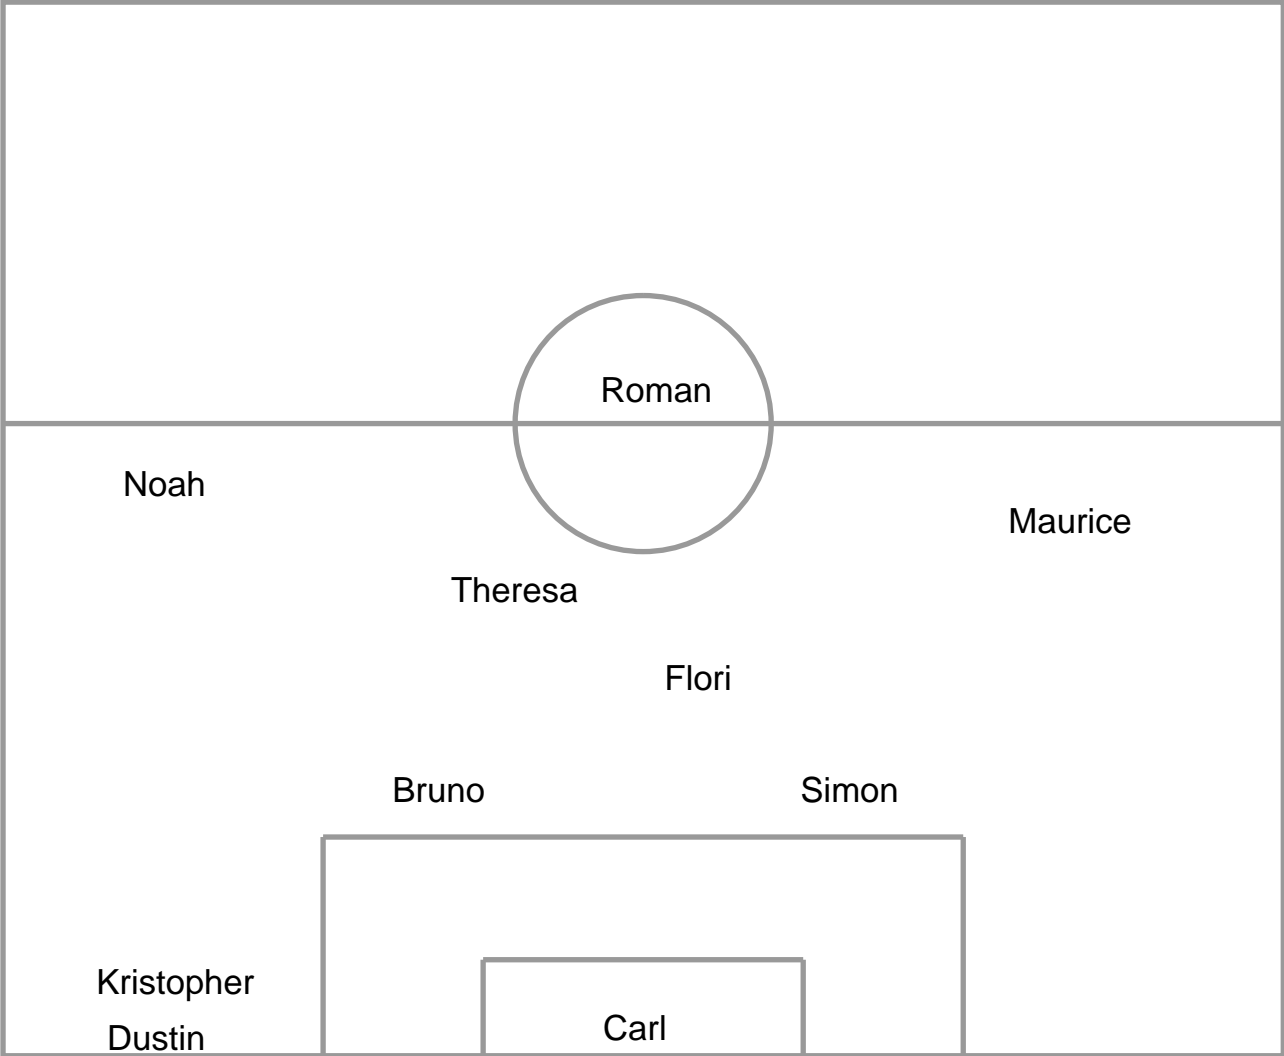 Roman
Noah
Maurice
Theresa
Flori
Bruno
Simon
Kristopher
Carl
Dustin